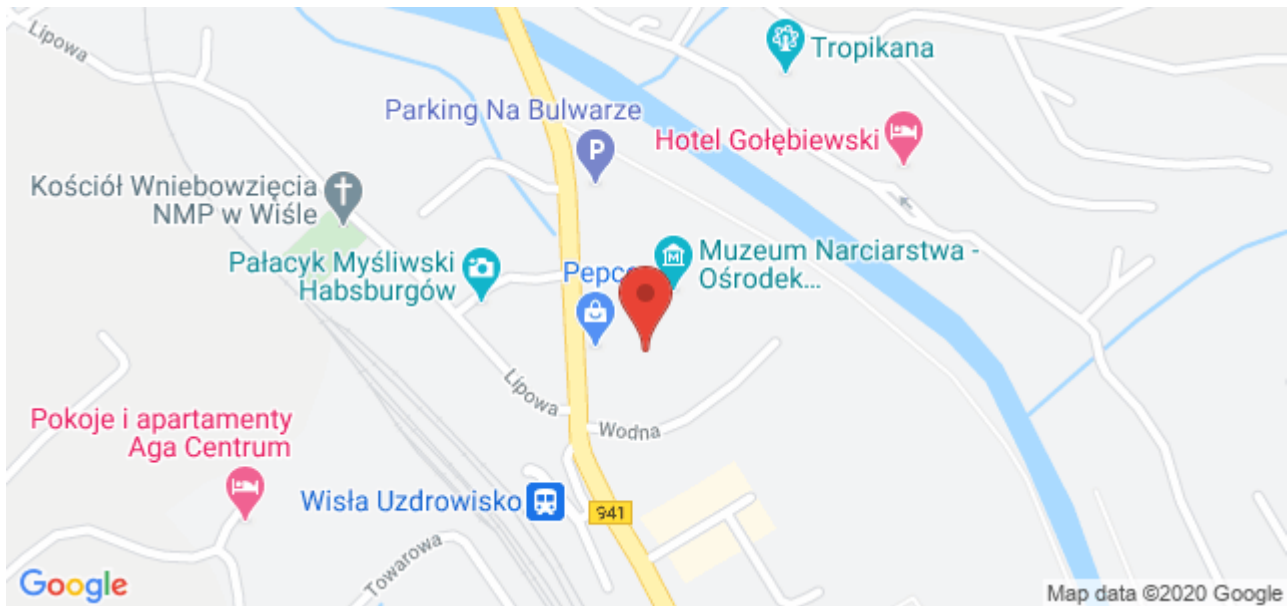 Lipowa
Tropikana
Parking Na Bulwarze
P
Hotel Gołębiewski
Kościół Wniebowzięcia
NMP w Wiśle
Muzeum Narciarstwa -
Ośrodek...
M
Pałacyk Myśliwski
Habsburgów
Lipowa
Wodna
Pokoje i apartamenty
Aga Centrum
Wisła Uzdrowisko
941
Towarowa
Google
Map data ©2020 Google